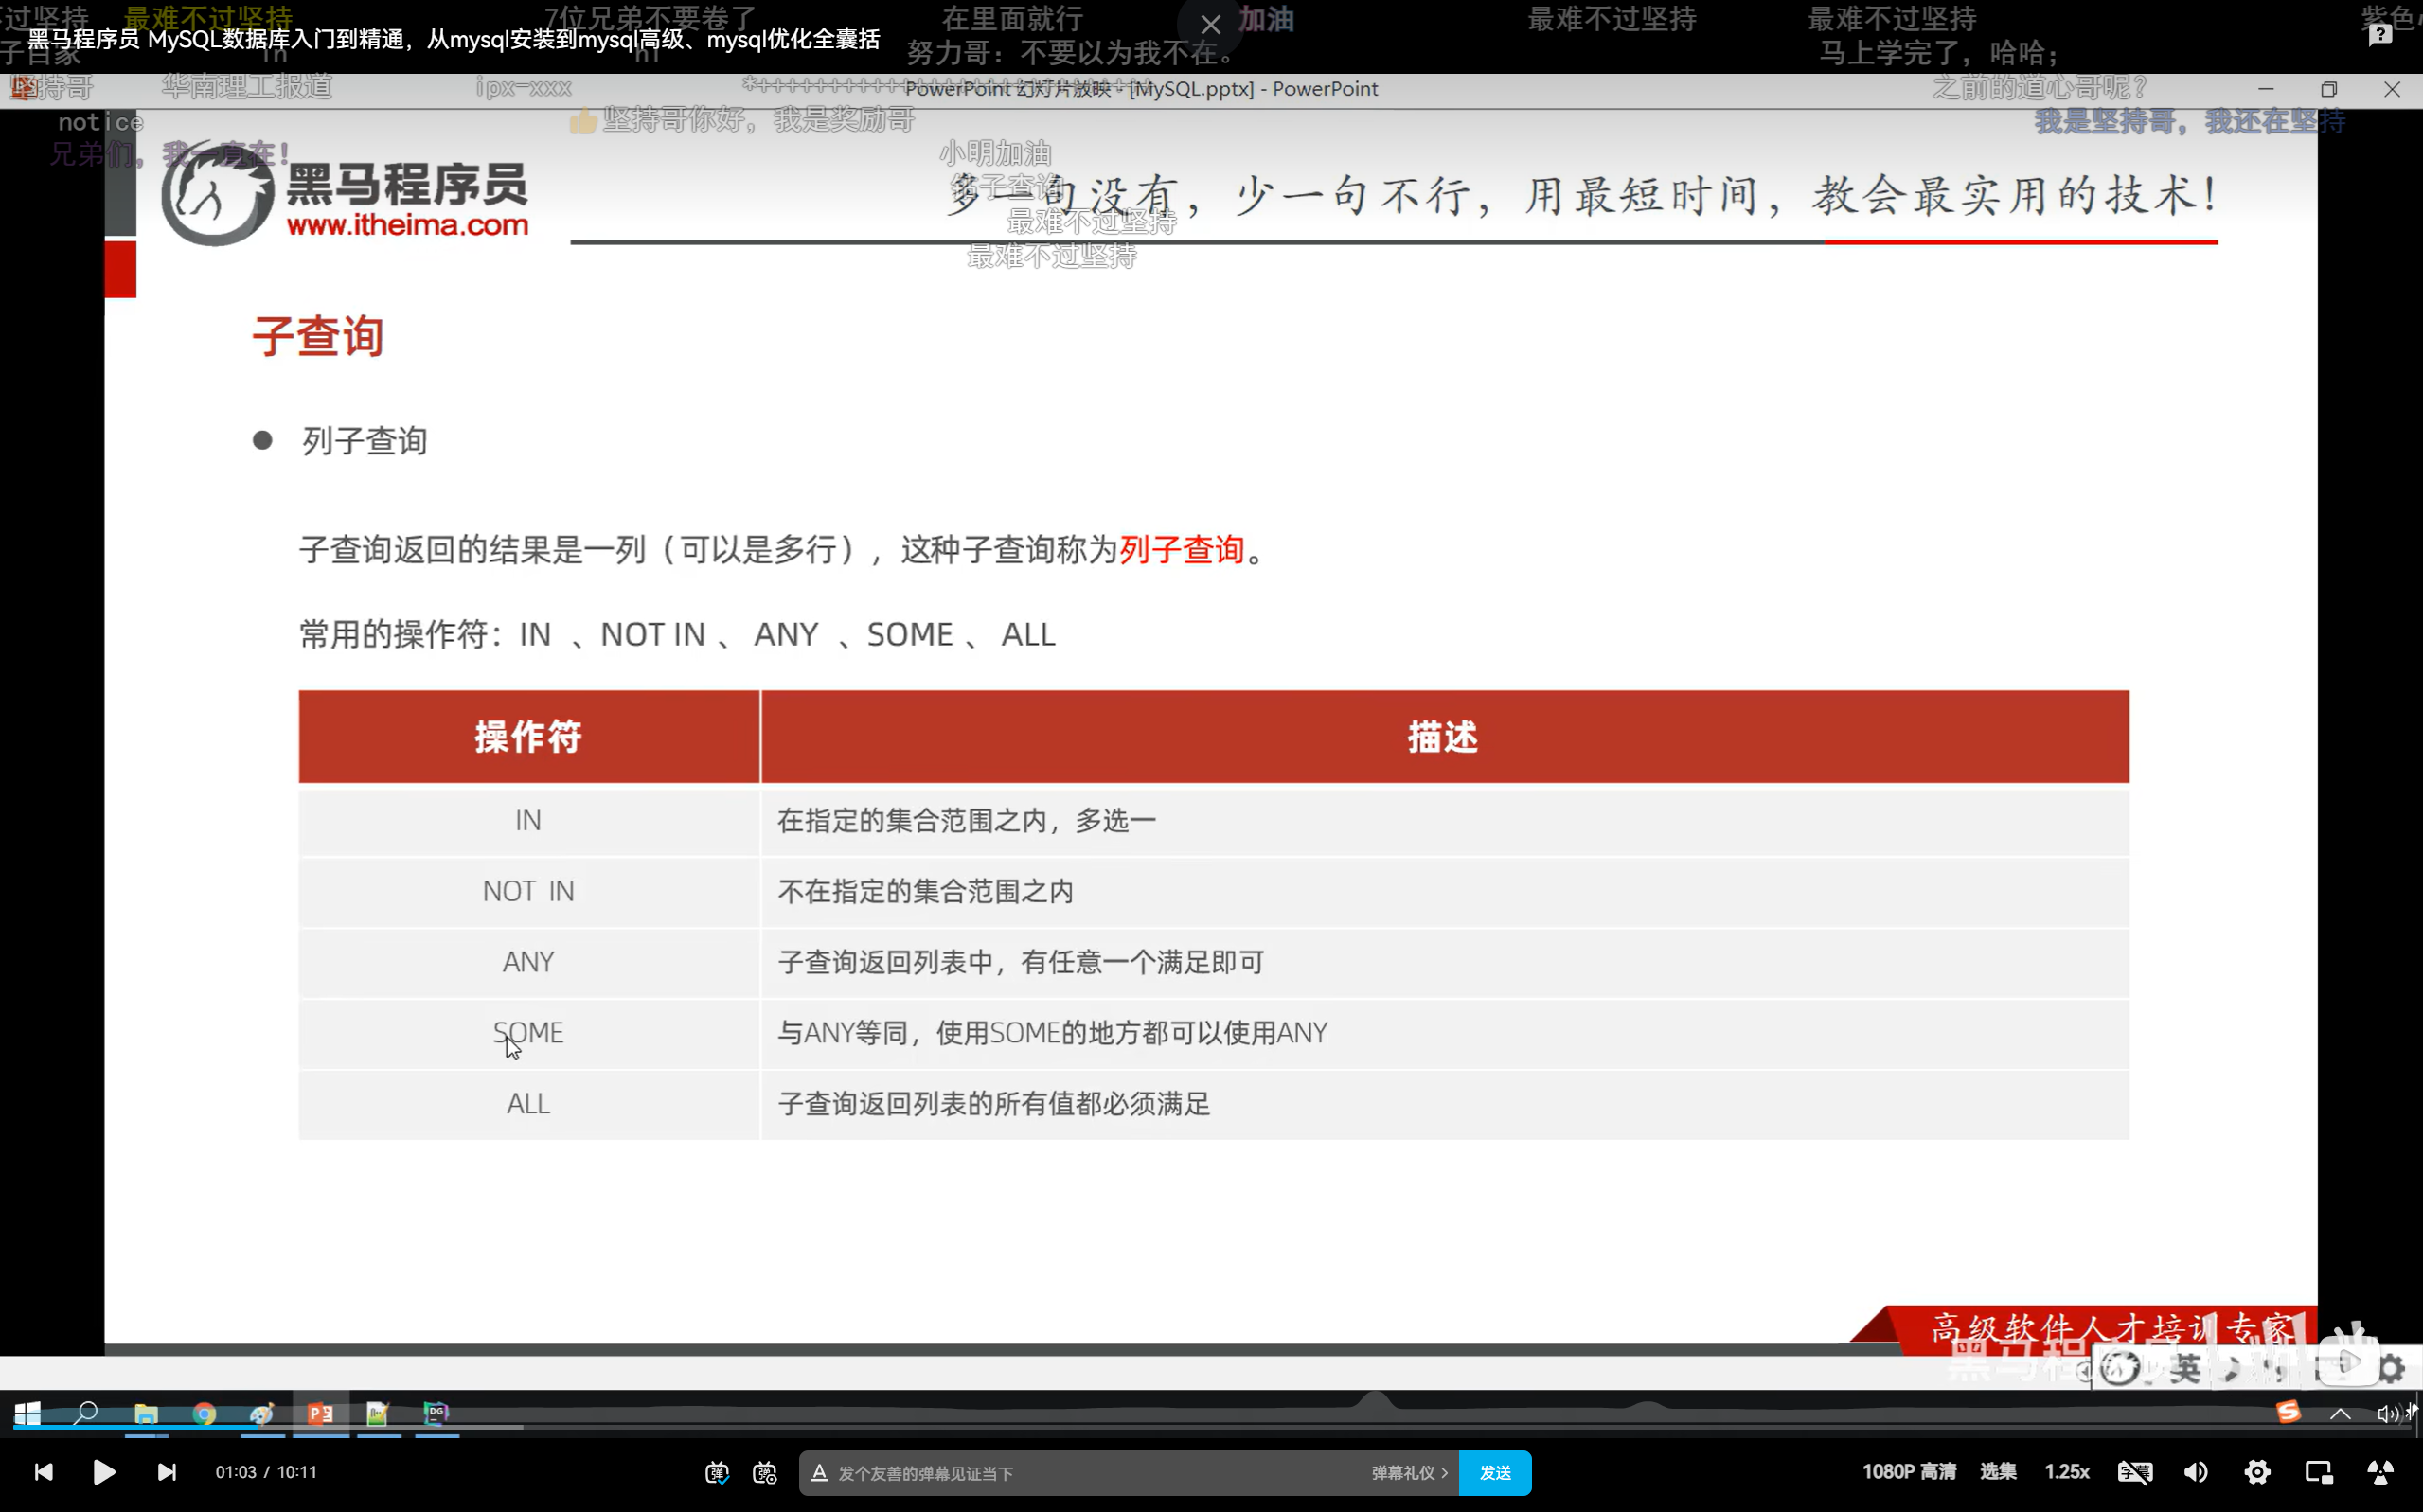 不过坚持 最难不过坚持 7位兄弟不要卷了 在里面就行 加油 最难不过坚持 最难不过坚持 紫色
黑马程序员 MySQL数据库入门到精通，从mysql安装到mysql高级、mysql优化全囊括
努力哥：不要以为我不在。 马上学完了，哈哈；
坚持哥 华南理工报道 ipx-xxx PowerPoint 幻灯片放映 - [MySQL.pptx] - PowerPoint 之前的道心哥呢?
notice 坚持哥你好，我是奖励哥 我是坚持哥，我还在坚持
兄弟们，我一直在! 小明加油
黑马程序员
www.itheima.com
多一句没有，少一句不行，用最短时间，教会最实用的技术!
最难不过坚持
最难不过坚持
子查询
● 列子查询
子查询返回的结果是一列（可以是多行），这种子查询称为列子查询。
常用的操作符：IN 、NOT IN 、 ANY 、SOME 、 ALL
操作符 描述
IN 在指定的集合范围之内，多选一
NOT IN 不在指定的集合范围之内
ANY 子查询返回列表中，有任意一个满足即可
SOME 与ANY等同，使用SOME的地方都可以使用ANY
ALL 子查询返回列表的所有值都必须满足
高级软件人才培训专家
英
01:03 / 10:11 发个友善的弹幕见证当下 弹幕礼仪 发送 1080P 高清 选集 1.25x